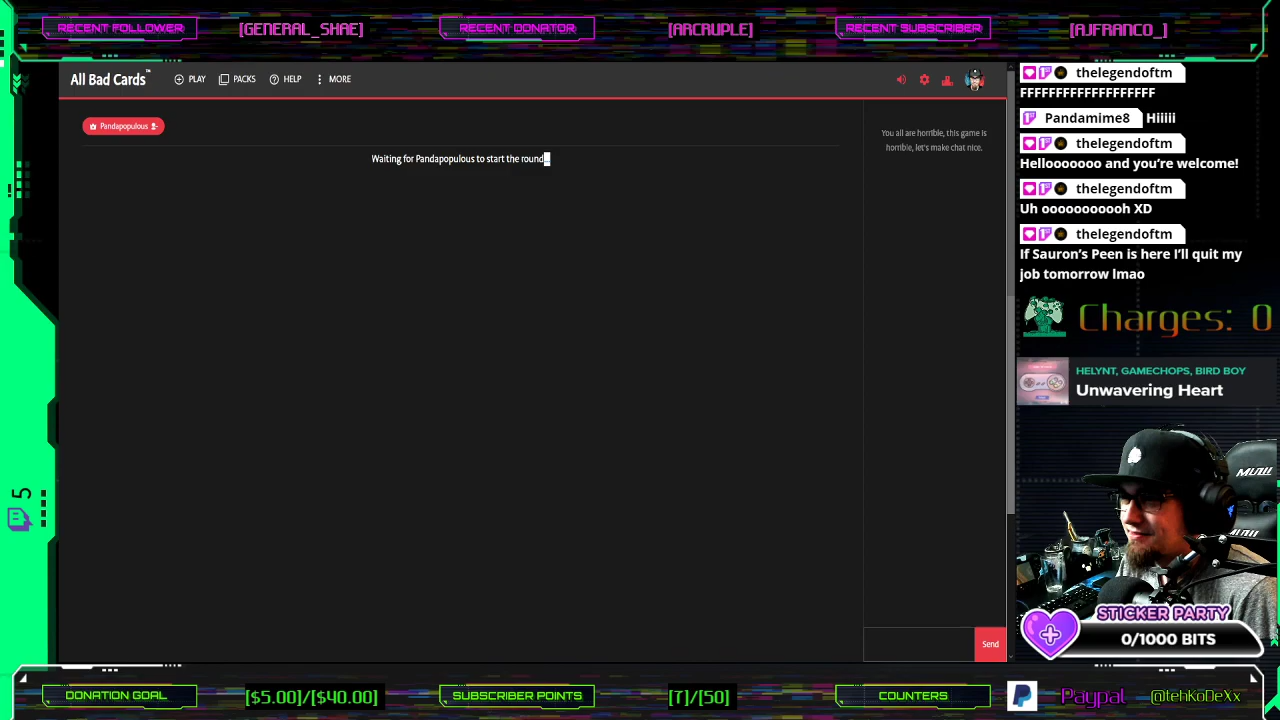 RECENT FOLLOWER [GENERAL_SHAE] RECENT DONATOR [ARCRUPLE] RECENT SUBSCRIBER [AJFRANCO_]
All Bad Cards™ PLAY PACKS HELP MORE
Pandapopulous
Waiting for Pandapopulous to start the round...
You all are horrible, this game is
horrible, let's make chat nice.
Send
thelegendoftm
FFFFFFFFFFFFFFFFFFF
Pandamime8 Hiiiii
thelegendoftm
Hellooooooo and you're welcome!
thelegendoftm
Uh ooooooooooh XD
thelegendoftm
If Sauron's Peen is here I'll quit my
job tomorrow lmao
Charges: 0
HELYNT, GAMECHOPS, BIRD BOY
Unwavering Heart
5
STICKER PARTY
0/1000 BITS
DONATION GOAL [$5.00]/[$40.00] SUBSCRIBER POINTS [7]/[50] COUNTERS Paypal @tehKoDeXx